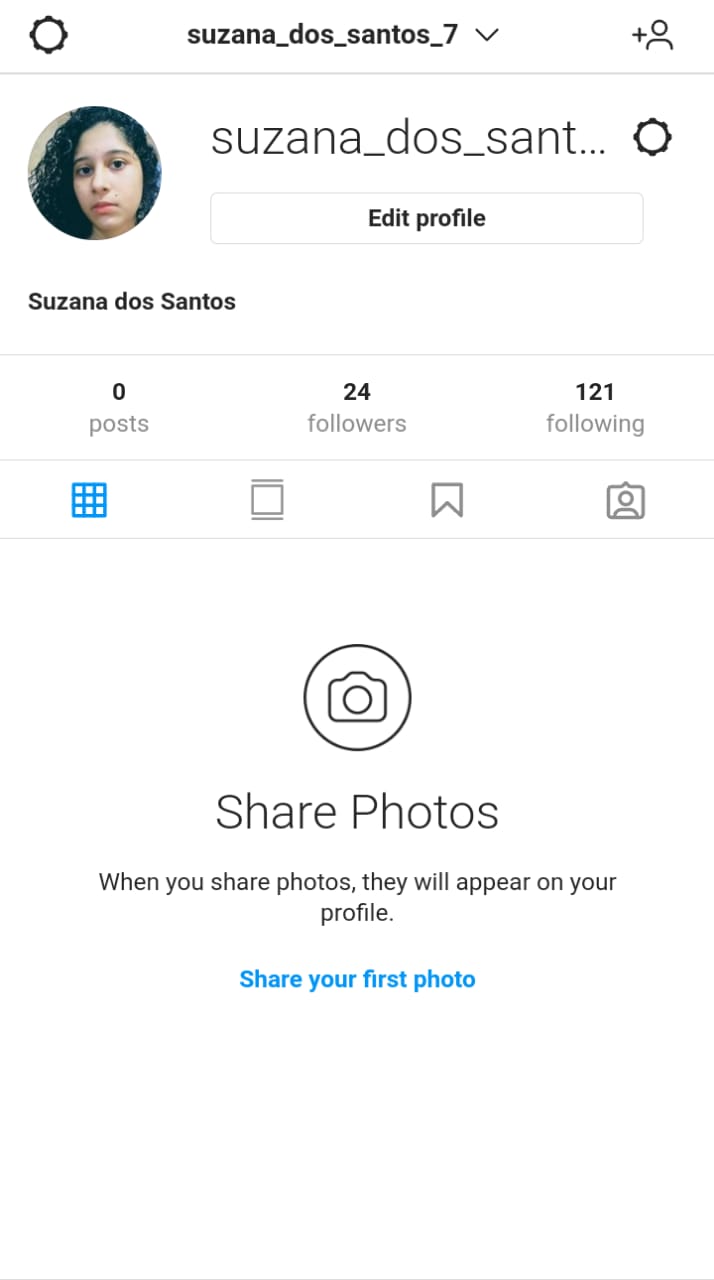 suzana_dos_santos_7
suzana_dos_sant...
Edit profile
Suzana dos Santos
0
posts
24
followers
121
following
Share Photos
When you share photos, they will appear on your
profile.
Share your first photo